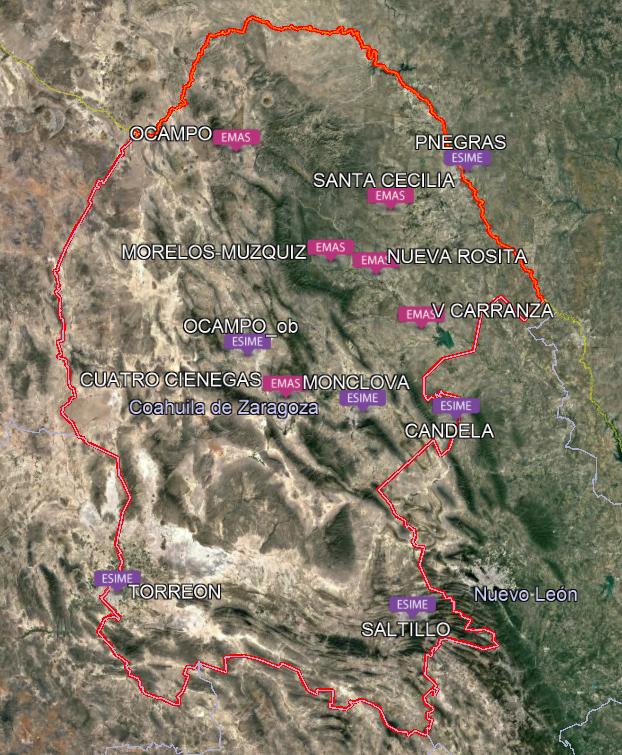 OCAMPO
EMAS
PNEGRAS
ESIME
SANTA CECILIA
EMAS
MORELOS-MUZQUIZ
EMAS
EMAS
NUEVA ROSITA
EMAS
V CARRANZA
OCAMPO_ob
ESIME
CUATRO CIENEGAS
EMAS
MONCLOVA
ESIME
Coahuila de Zaragoza
ESIME
CANDELA
ESIME
TORREON
Nuevo León
ESIME
SALTILLO